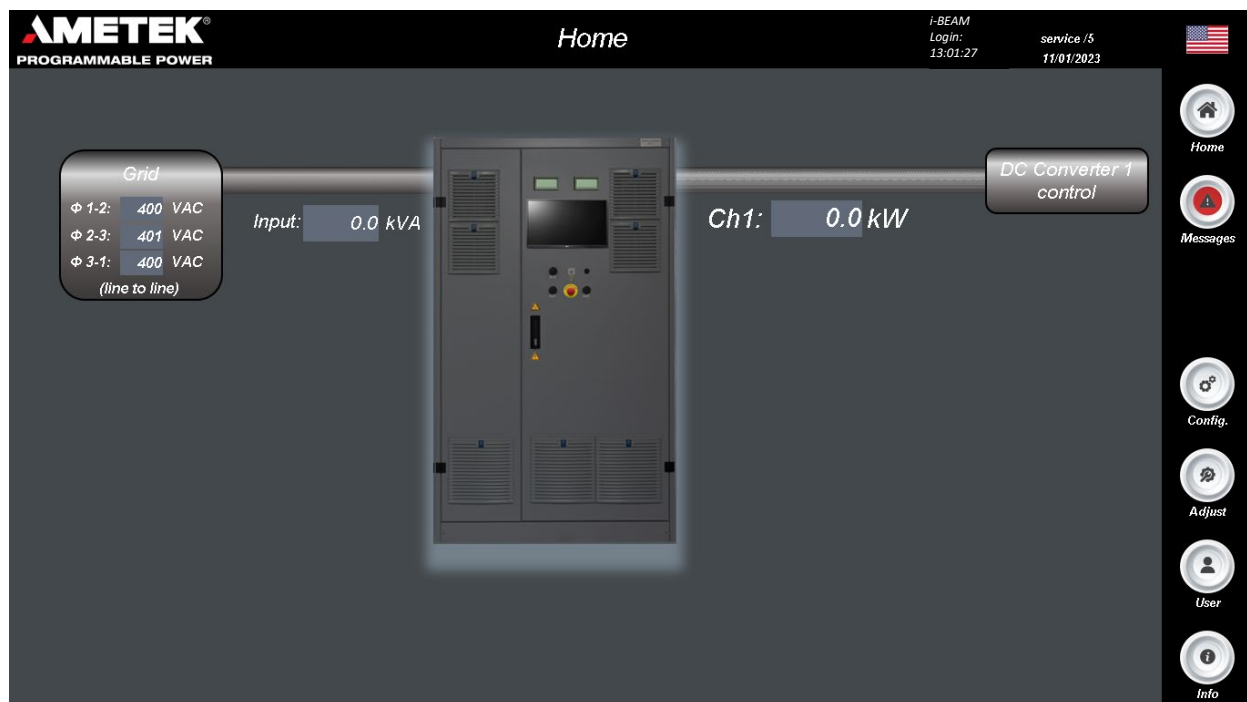 AMETEK®
PROGRAMMABLE POWER
Home
i-BEAM
Login:
13:01:27
service /5
11/01/2023
Grid
Φ 1-2: 400 VAC
Φ 2-3: 401 VAC
Φ 3-1: 400 VAC
(line to line)
Input: 0.0 kVA
Ch1: 0.0 kW
DC Converter 1
control
Home
Messages
Config.
Adjust
User
Info